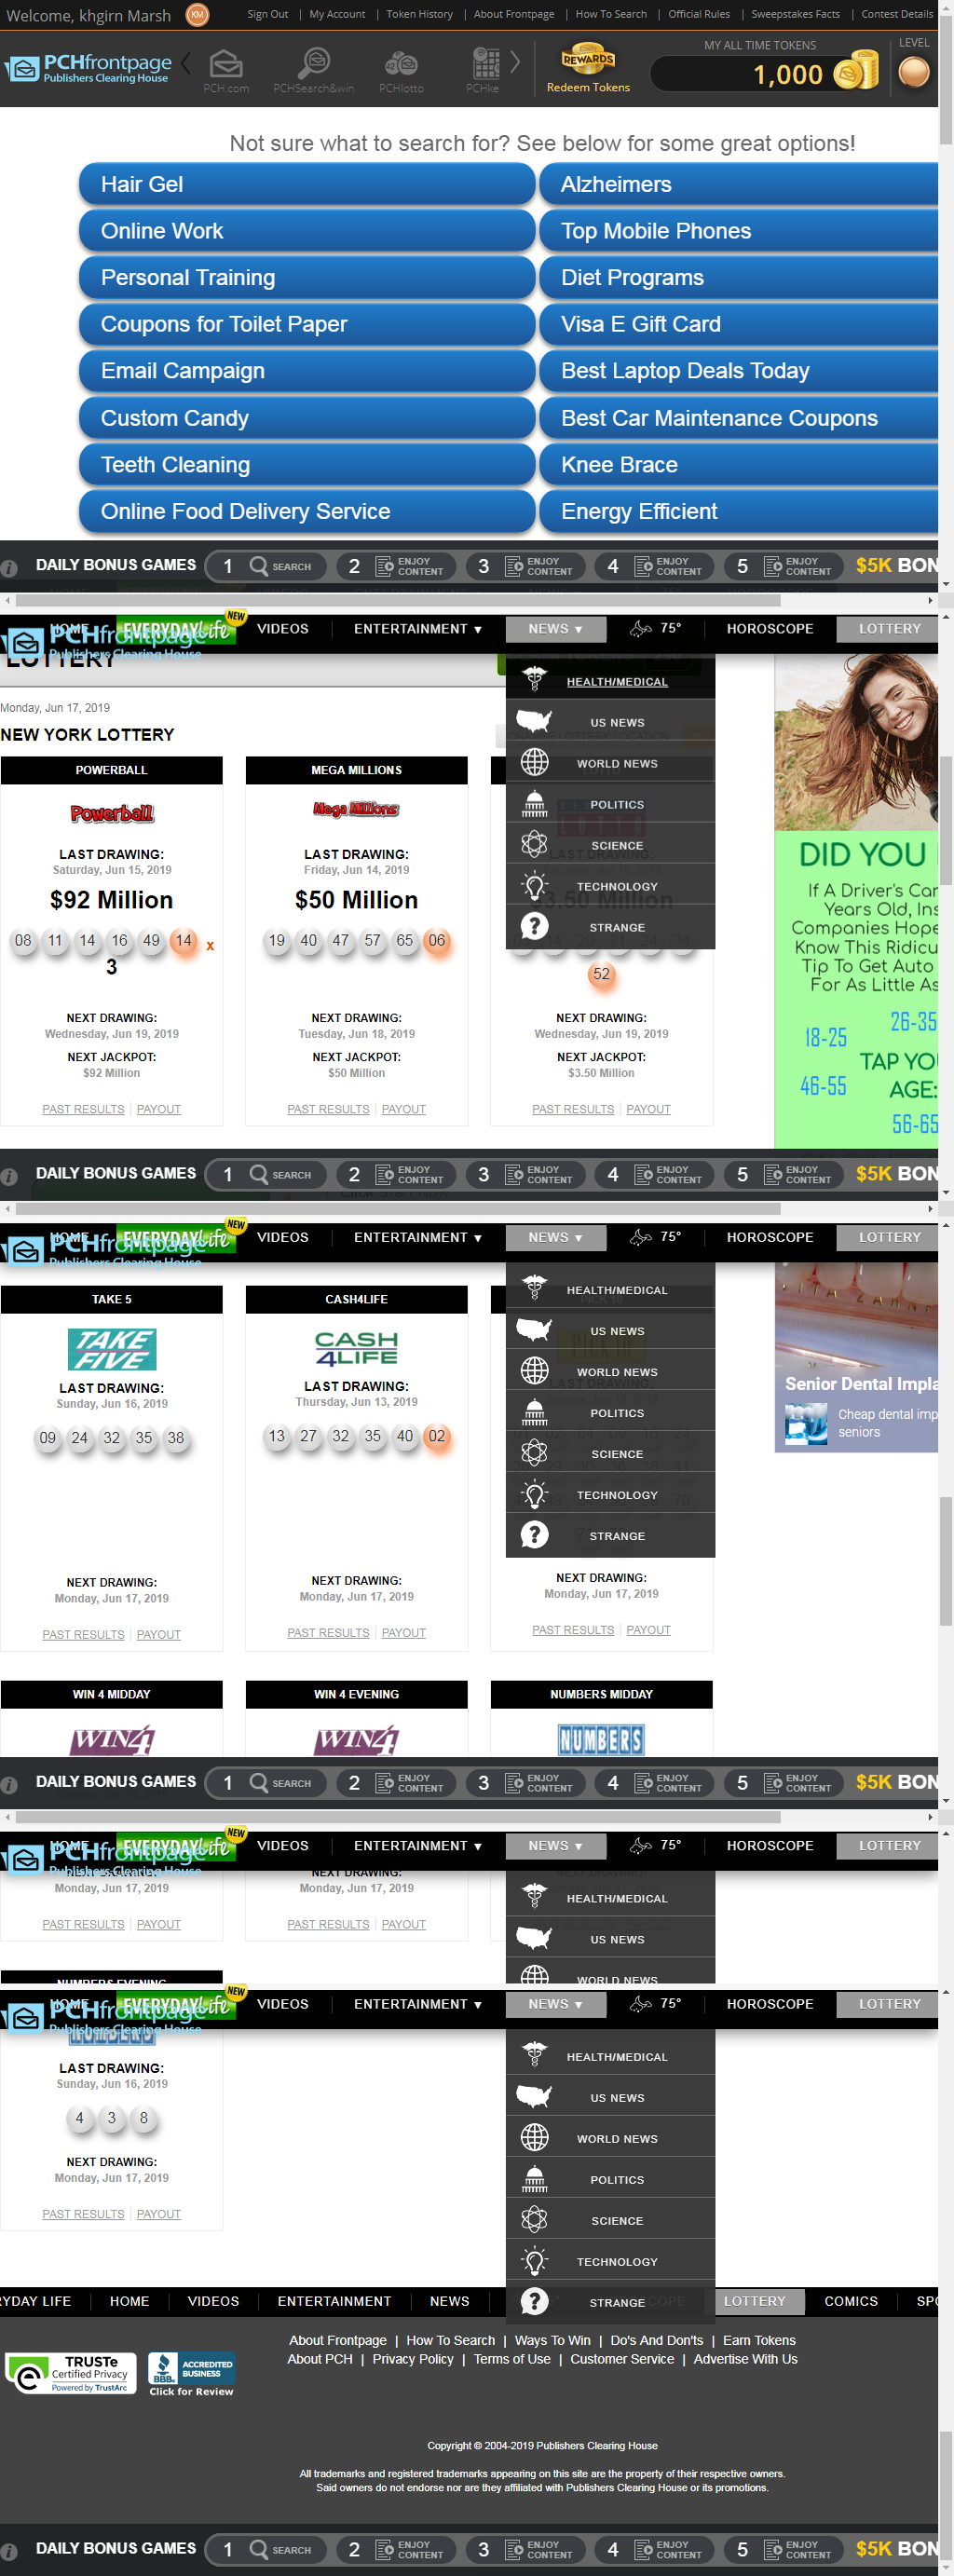 Welcome, khgirn Marsh KM Sign Out | My Account | Token History | About Frontpage | How To Search | Official Rules | Sweepstakes Facts | Contest Details
PCHfrontpage
Publishers Clearing House
PCH.com PCHSearch&win PCHlotto PCHke
REWARDS
Redeem Tokens
MY ALL TIME TOKENS
1,000
LEVEL
Not sure what to search for? See below for some great options!
Hair Gel Alzheimers
Online Work Top Mobile Phones
Personal Training Diet Programs
Coupons for Toilet Paper Visa E Gift Card
Email Campaign Best Laptop Deals Today
Custom Candy Best Car Maintenance Coupons
Teeth Cleaning Knee Brace
Online Food Delivery Service Energy Efficient
DAILY BONUS GAMES 1 SEARCH 2 ENJOY CONTENT 3 ENJOY CONTENT 4 ENJOY CONTENT 5 ENJOY CONTENT $5K BON
HOME EVERYDAY life NEW VIDEOS ENTERTAINMENT ▼ NEWS ▼ 75° HOROSCOPE LOTTERY
PCHfrontpage
Publishers Clearing House
LOTTERY
HEALTH/MEDICAL
US NEWS
WORLD NEWS
POLITICS
SCIENCE
TECHNOLOGY
STRANGE
Monday, Jun 17, 2019
NEW YORK LOTTERY
CHANGE LOTTERY LOCATION
POWERBALL
Powerball
LAST DRAWING:
Saturday, Jun 15, 2019
$92 Million
08 11 14 16 49 14 x
3
NEXT DRAWING:
Wednesday, Jun 19, 2019
NEXT JACKPOT:
$92 Million
PAST RESULTS | PAYOUT
MEGA MILLIONS
Mega Millions
LAST DRAWING:
Friday, Jun 14, 2019
$50 Million
19 40 47 57 65 06
NEXT DRAWING:
Tuesday, Jun 18, 2019
NEXT JACKPOT:
$50 Million
PAST RESULTS | PAYOUT
LOTTO
LAST DRAWING:
$3.50 Million
52
NEXT DRAWING:
Wednesday, Jun 19, 2019
NEXT JACKPOT:
$3.50 Million
PAST RESULTS | PAYOUT
DID YOU
If A Driver's Car
Years Old, Ins
Companies Hope
Know This Ridicu
Tip To Get Auto
For As Little As
18-25 26-35
TAP YO
46-55 AGE:
56-65
Click Start Now
DAILY BONUS GAMES 1 SEARCH 2 ENJOY CONTENT 3 ENJOY CONTENT 4 ENJOY CONTENT 5 ENJOY CONTENT $5K BON
HOME EVERYDAY life NEW VIDEOS ENTERTAINMENT ▼ NEWS ▼ 75° HOROSCOPE LOTTERY
PCHfrontpage
Publishers Clearing House
HEALTH/MEDICAL
US NEWS
WORLD NEWS
POLITICS
SCIENCE
TECHNOLOGY
STRANGE
TAKE 5
TAKE FIVE
LAST DRAWING:
Sunday, Jun 16, 2019
09 24 32 35 38
NEXT DRAWING:
Monday, Jun 17, 2019
PAST RESULTS | PAYOUT
CASH4LIFE
CASH 4LIFE
LAST DRAWING:
Thursday, Jun 13, 2019
13 27 32 35 40 02
NEXT DRAWING:
Monday, Jun 17, 2019
PAST RESULTS | PAYOUT
PICK 10
NEXT DRAWING:
Monday, Jun 17, 2019
PAST RESULTS | PAYOUT
Senior Dental Impla
Cheap dental imp
seniors
WIN 4 MIDDAY WIN 4 EVENING NUMBERS MIDDAY
WIN4 WIN4 NUMBERS
DAILY BONUS GAMES 1 SEARCH 2 ENJOY CONTENT 3 ENJOY CONTENT 4 ENJOY CONTENT 5 ENJOY CONTENT $5K BON
HOME EVERYDAY life NEW VIDEOS ENTERTAINMENT ▼ NEWS ▼ 75° HOROSCOPE LOTTERY
PCHfrontpage
Publishers Clearing House
NEXT DRAWING: NEXT DRAWING:
Monday, Jun 17, 2019 Monday, Jun 17, 2019
PAST RESULTS | PAYOUT PAST RESULTS | PAYOUT
HEALTH/MEDICAL
US NEWS
WORLD NEWS
NUMBERS EVENING
HOME EVERYDAY life NEW VIDEOS ENTERTAINMENT ▼ NEWS ▼ 75° HOROSCOPE LOTTERY
PCHfrontpage
Publishers Clearing House
NUMBERS
LAST DRAWING:
Sunday, Jun 16, 2019
4 3 8
NEXT DRAWING:
Monday, Jun 17, 2019
PAST RESULTS | PAYOUT
HEALTH/MEDICAL
US NEWS
WORLD NEWS
POLITICS
SCIENCE
TECHNOLOGY
STRANGE
RYDAY LIFE HOME VIDEOS ENTERTAINMENT NEWS LOTTERY COMICS SPO
About Frontpage | How To Search | Ways To Win | Do's And Don'ts | Earn Tokens
About PCH | Privacy Policy | Terms of Use | Customer Service | Advertise With Us
TRUSTe
Certified Privacy
Powered by TrustArc
BBB ACCREDITED BUSINESS
Click for Review
Copyright © 2004-2019 Publishers Clearing House
All trademarks and registered trademarks appearing on this site are the property of their respective owners.
Said owners do not endorse nor are they affiliated with Publishers Clearing House or its promotions.
DAILY BONUS GAMES 1 SEARCH 2 ENJOY CONTENT 3 ENJOY CONTENT 4 ENJOY CONTENT 5 ENJOY CONTENT $5K BON